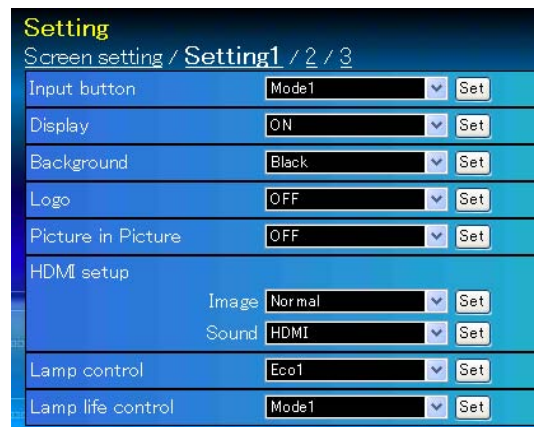 Setting
Screen setting / Setting1 / 2 / 3
Input button Mode1 Set
Display ON Set
Background Black Set
Logo OFF Set
Picture in Picture OFF Set
HDMI setup
Image Normal Set
Sound HDMI Set
Lamp control Eco1 Set
Lamp life control Mode1 Set